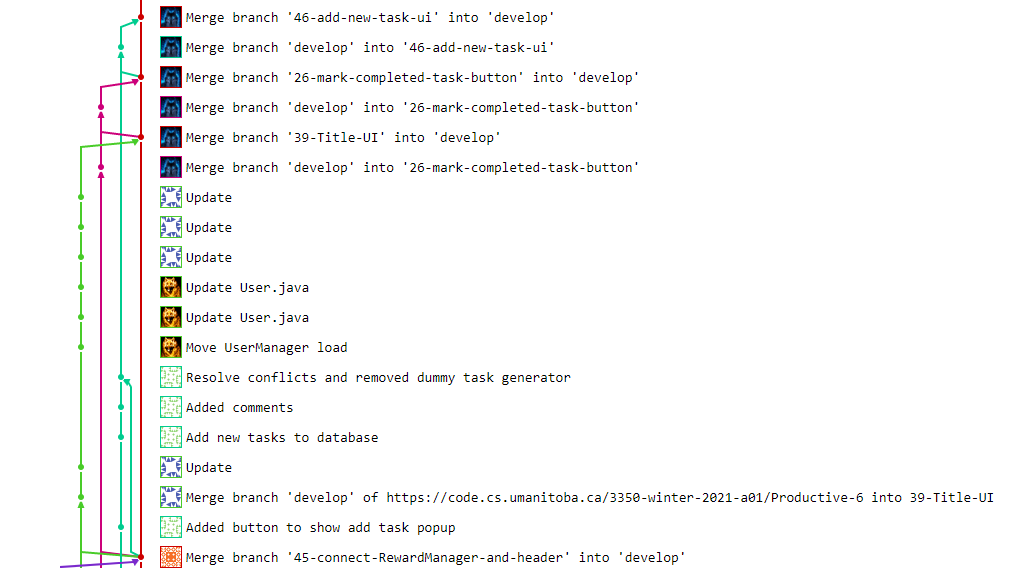 Merge branch '46-add-new-task-ui' into 'develop'
Merge branch 'develop' into '46-add-new-task-ui'
Merge branch '26-mark-completed-task-button' into 'develop'
Merge branch 'develop' into '26-mark-completed-task-button'
Merge branch '39-Title-UI' into 'develop'
Merge branch 'develop' into '26-mark-completed-task-button'
Update
Update
Update
Update User.java
Update User.java
Move UserManager load
Resolve conflicts and removed dummy task generator
Added comments
Add new tasks to database
Update
Merge branch 'develop' of https://code.cs.umanitoba.ca/3350-winter-2021-a01/Productive-6 into 39-Title-UI
Added button to show add task popup
Merge branch '45-connect-RewardManager-and-header' into 'develop'